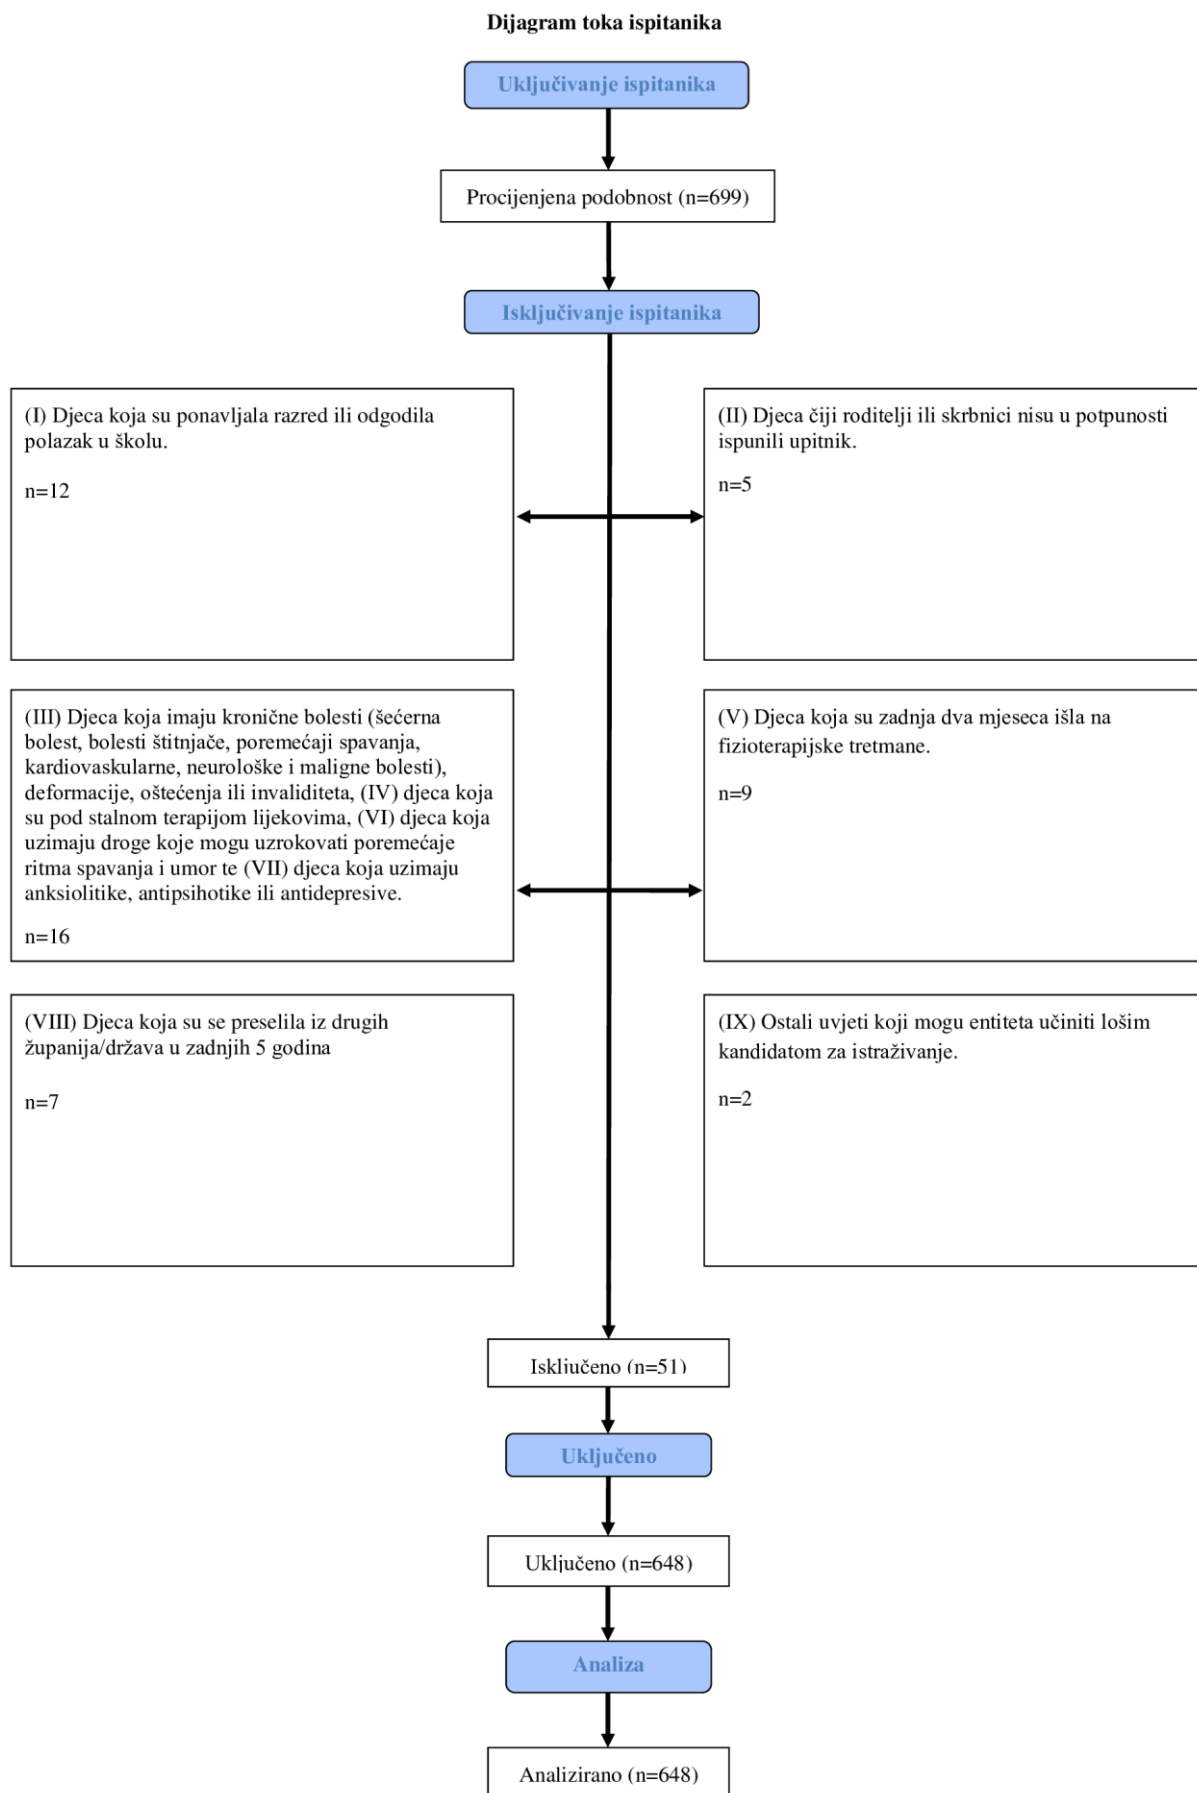 Dijagram toka ispitanika
Uključivanje ispitanika
Procijenjena podobnost (n=699)
Isključivanje ispitanika
(I) Djeca koja su ponavljala razred ili odgodila
polazak u školu.
n=12
(II) Djeca čiji roditelji ili skrbnici nisu u potpunosti
ispunili upitnik.
n=5
(III) Djeca koja imaju kronične bolesti (šećerna
bolest, bolesti štitnjače, poremećaji spavanja,
kardiovaskularne, neurološke i maligne bolesti),
deformacije, oštećenja ili invaliditeta, (IV) djeca koja
su pod stalnom terapijom lijekovima, (VI) djeca koja
uzimaju droge koje mogu uzrokovati poremećaje
ritma spavanja i umor te (VII) djeca koja uzimaju
anksiolitike, antipsihotike ili antidepresive.
n=16
(V) Djeca koja su zadnja dva mjeseca išla na
fizioterapijske tretmane.
n=9
(VIII) Djeca koja su se preselila iz drugih
županija/država u zadnjih 5 godina
n=7
(IX) Ostali uvjeti koji mogu entiteta učiniti lošim
kandidatom za istraživanje.
n=2
Isključeno (n=51)
Uključeno
Uključeno (n=648)
Analiza
Analizirano (n=648)